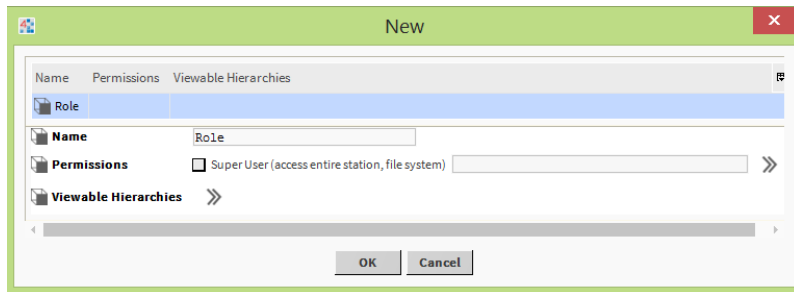 New
Name Permissions Viewable Hierarchies
Role
Name Role
Permissions Super User (access entire station, file system)
Viewable Hierarchies
OK Cancel